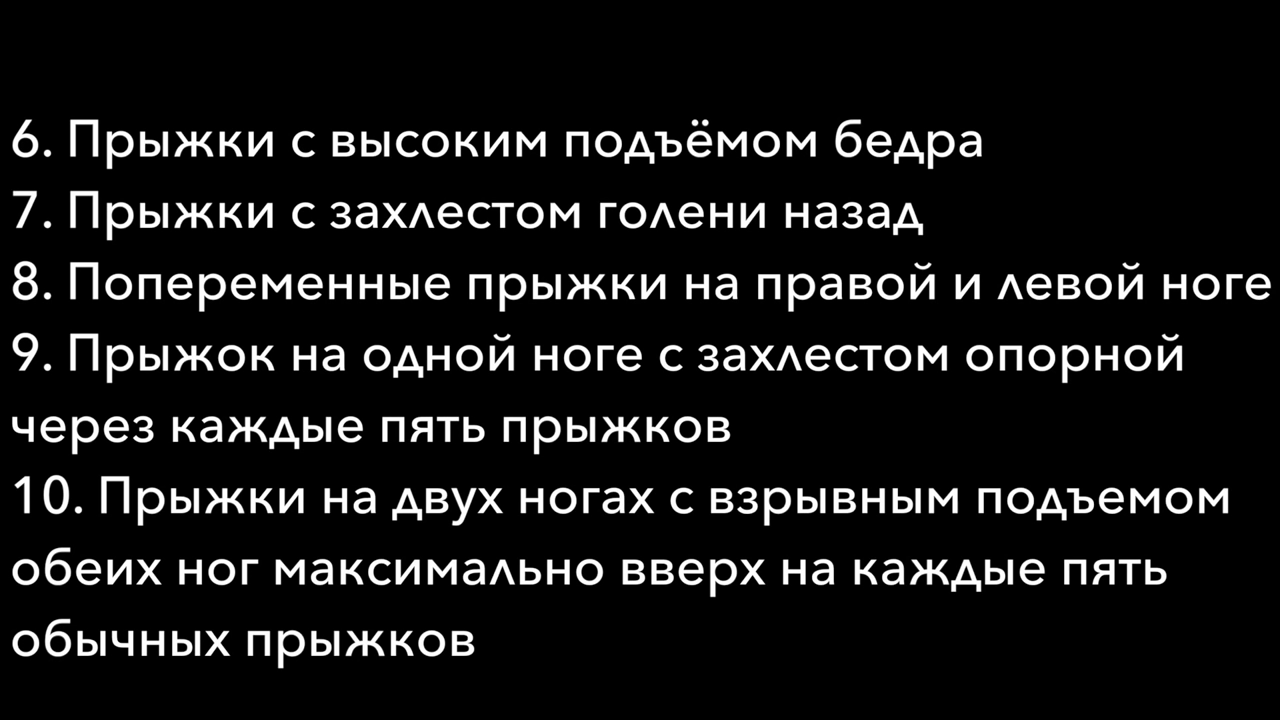 6. Прыжки с высоким подъёмом бедра
7. Прыжки с захлестом голени назад
8. Попеременные прыжки на правой и левой ноге
9. Прыжок на одной ноге с захлестом опорной
через каждые пять прыжков
10. Прыжки на двух ногах с взрывным подъемом
обеих ног максимально вверх на каждые пять
обычных прыжков